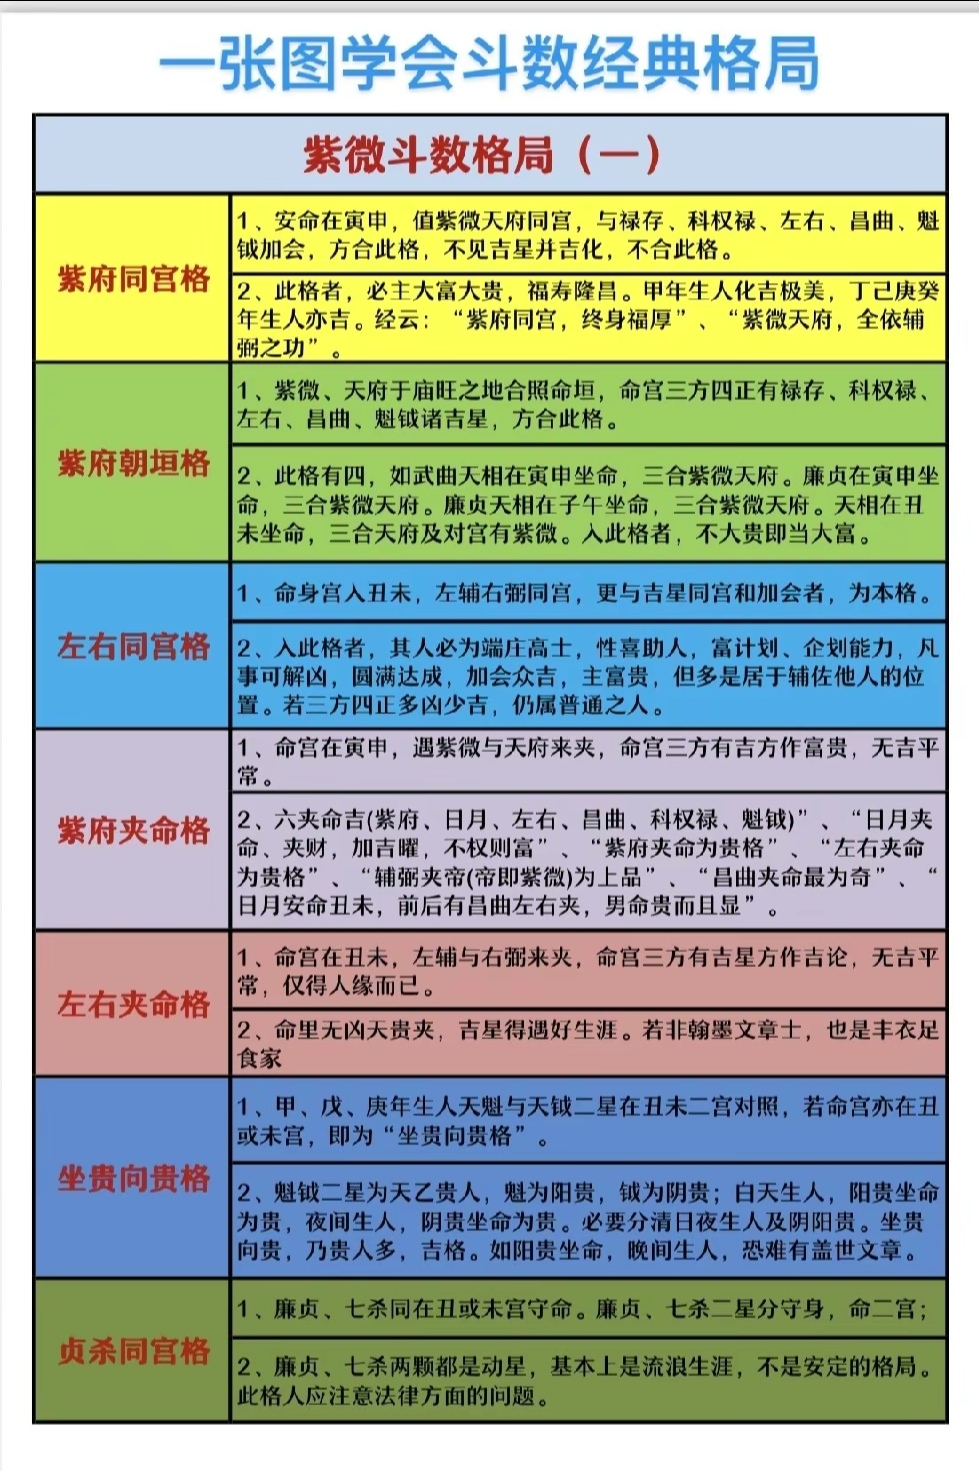 一张图学会斗数经典格局
紫微斗数格局（一）
紫府同宫格
1、安命在寅申，值紫微天府同宫，与禄存、科权禄、左右、昌曲、魁
钺加会，方合此格，不见吉星并吉化，不合此格。
2、此格者，必主大富大贵，福寿隆昌。甲年生人化吉极美，丁己庚癸
年生人亦吉。经云：“紫府同宫，终身福厚”、“紫微天府，全依辅
弼之功”。
紫府朝垣格
1、紫微、天府于庙旺之地合照命垣，命宫三方四正有禄存、科权禄、
左右、昌曲、魁钺诸吉星，方合此格。
2、此格有四，如武曲天相在寅申坐命，三合紫微天府。廉贞在寅申坐
命，三合紫微天府。廉贞天相在子午坐命，三合紫微天府。天相在丑
未坐命，三合天府及对宫有紫微。入此格者，不大贵即当大富。
左右同宫格
1、命身宫入丑未，左辅右弼同宫，更与吉星同宫和加会者，为本格。
2、入此格者，其人必为端庄高士，性喜助人，富计划、企划能力，凡
事可解凶，圆满达成，加会众吉，主富贵，但多是居于辅佐他人的位
置。若三方四正多凶少吉，仍属普通之人。
紫府夹命格
1、命宫在寅申，遇紫微与天府来夹，命宫三方有吉方作富贵，无吉平
常。
2、六夹命吉(紫府、日月、左右、昌曲、科权禄、魁钺)”、“日月夹
命、夹财，加吉曜，不权则富”、“紫府夹命为贵格”、“左右夹命
为贵格”、“辅弼夹帝(帝即紫微)为上品”、“昌曲夹命最为奇”、“
日月安命丑未，前后有昌曲左右夹，男命贵而且显”。
左右夹命格
1、命宫在丑未，左辅与右弼来夹，命宫三方有吉星方作吉论，无吉平
常，仅得人缘而已。
2、命里无凶天贵夹，吉星得遇好生涯。若非翰墨文章士，也是丰衣足
食家
坐贵向贵格
1、甲、戊、庚年生人天魁与天钺二星在丑未二宫对照，若命宫亦在丑
或未宫，即为“坐贵向贵格”。
2、魁钺二星为天乙贵人，魁为阳贵，钺为阴贵；白天生人，阳贵坐命
为贵，夜间生人，阴贵坐命为贵。必要分清日夜生人及阴阳贵。坐贵
向贵，乃贵人多，吉格。如阳贵坐命，晚间生人，恐难有盖世文章。
贞杀同宫格
1、廉贞、七杀同在丑或未宫守命。廉贞、七杀二星分守身，命二宫；
2、廉贞、七杀两颗都是动星，基本上是流浪生涯，不是安定的格局。
此格人应注意法律方面的问题。